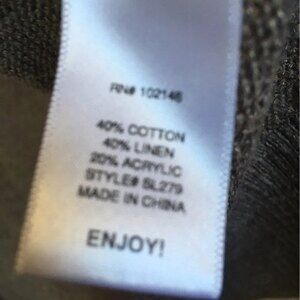 RN# 102146
40% COTTON
40% LINEN
20% ACRYLIC
STYLE# SL279
MADE IN CHINA
ENJOY!